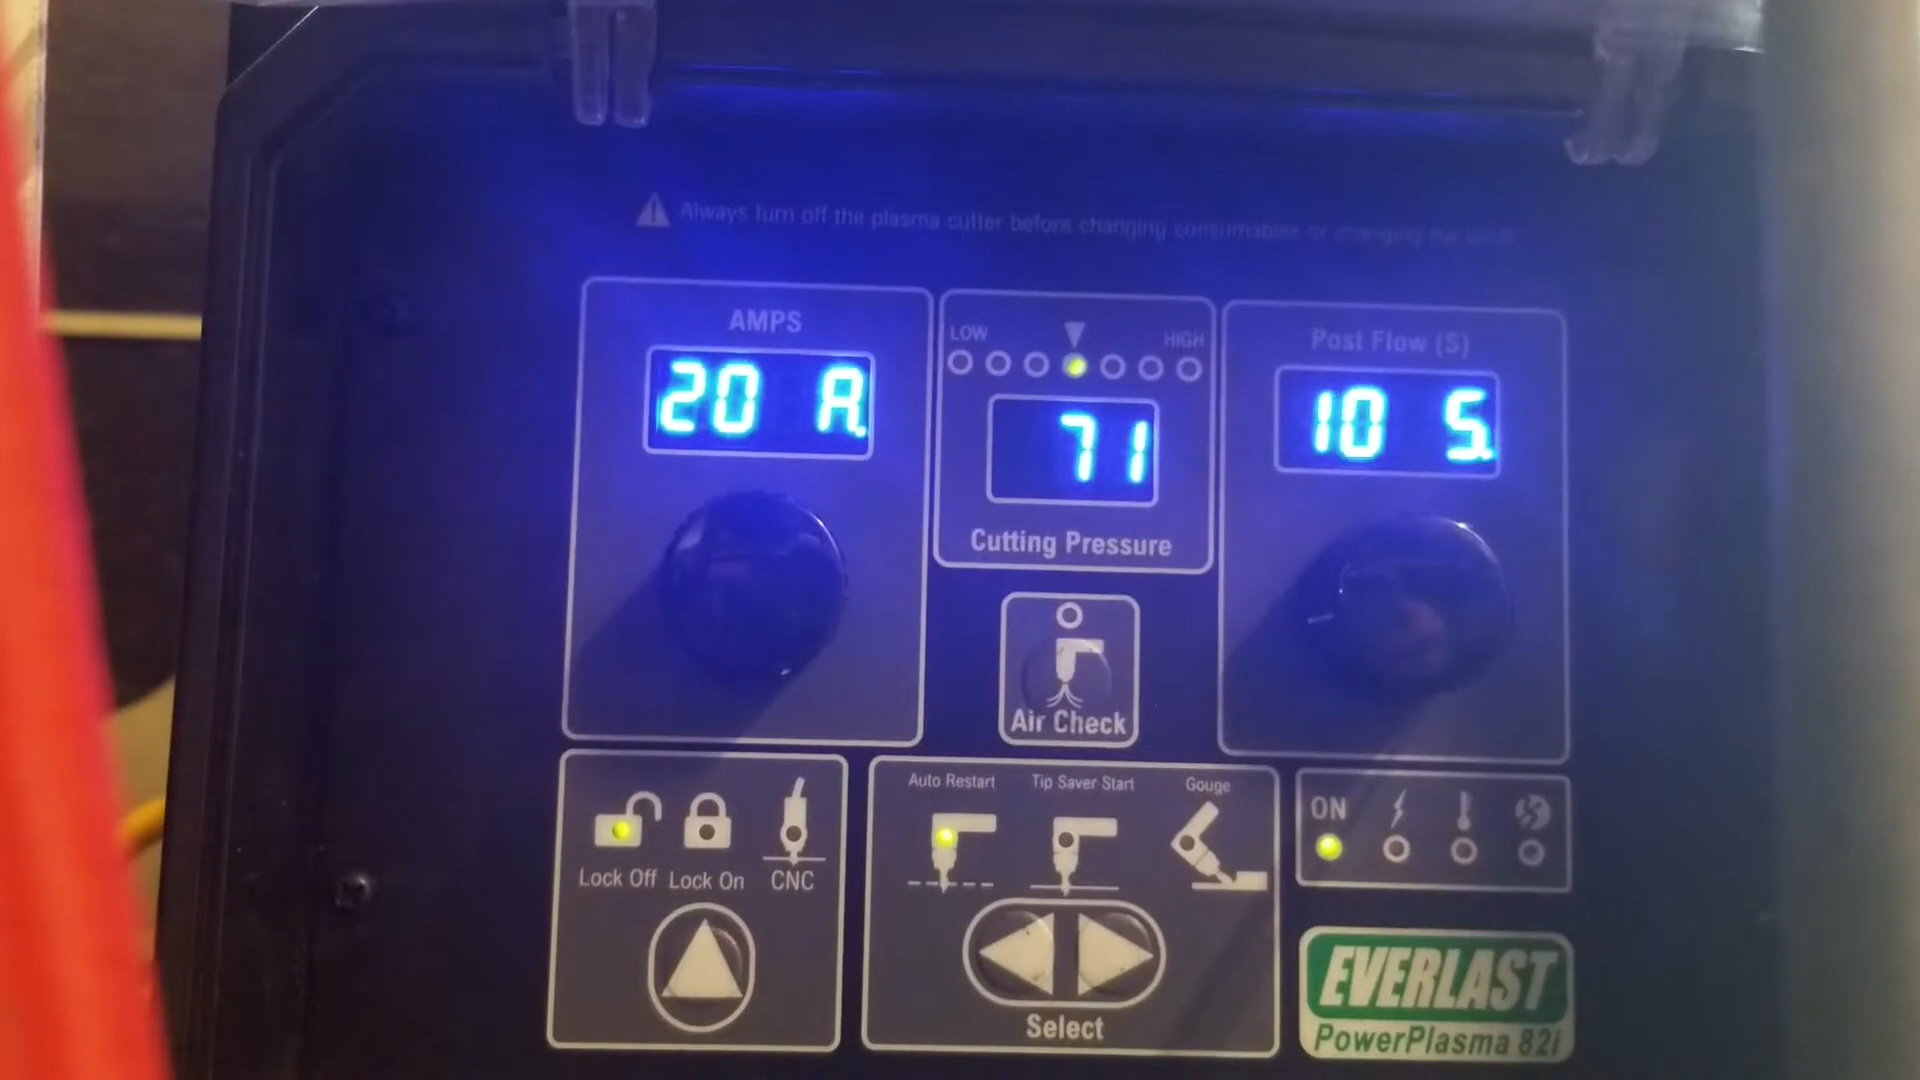 Always turn off the plasma cutter before changing consumables or changing the
AMPS
LOW
HIGH
Post Flow (S)
20 A.
71
10 S.
Cutting Pressure
Air Check
Auto Restart
Tip Saver Start
Gouge
ON
Lock Off
Lock On
CNC
Select
EVERLAST
PowerPlasma 82i